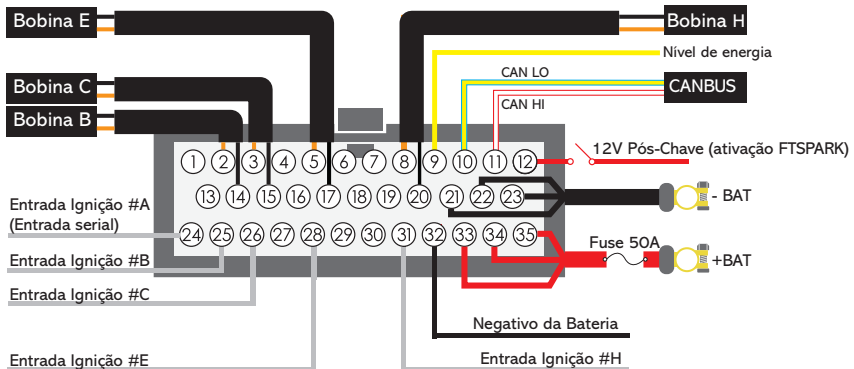 Bobina E
Bobina H
Nível de energia
CAN LO
Bobina C
CANBUS
CAN HI
Bobina B
12V Pós-Chave (ativação FTSPARK)
1 2 3 4 5 6 7 8 9 10 11 12
13 14 15 16 17 18 19 20 21 22 23
- BAT
Entrada Ignição #A
(Entrada serial)
24 25 26 27 28 29 30 31 32 33 34 35
Fuse 50A
Entrada Ignição #B
+BAT
Entrada Ignição #C
Negativo da Bateria
Entrada Ignição #E
Entrada Ignição #H